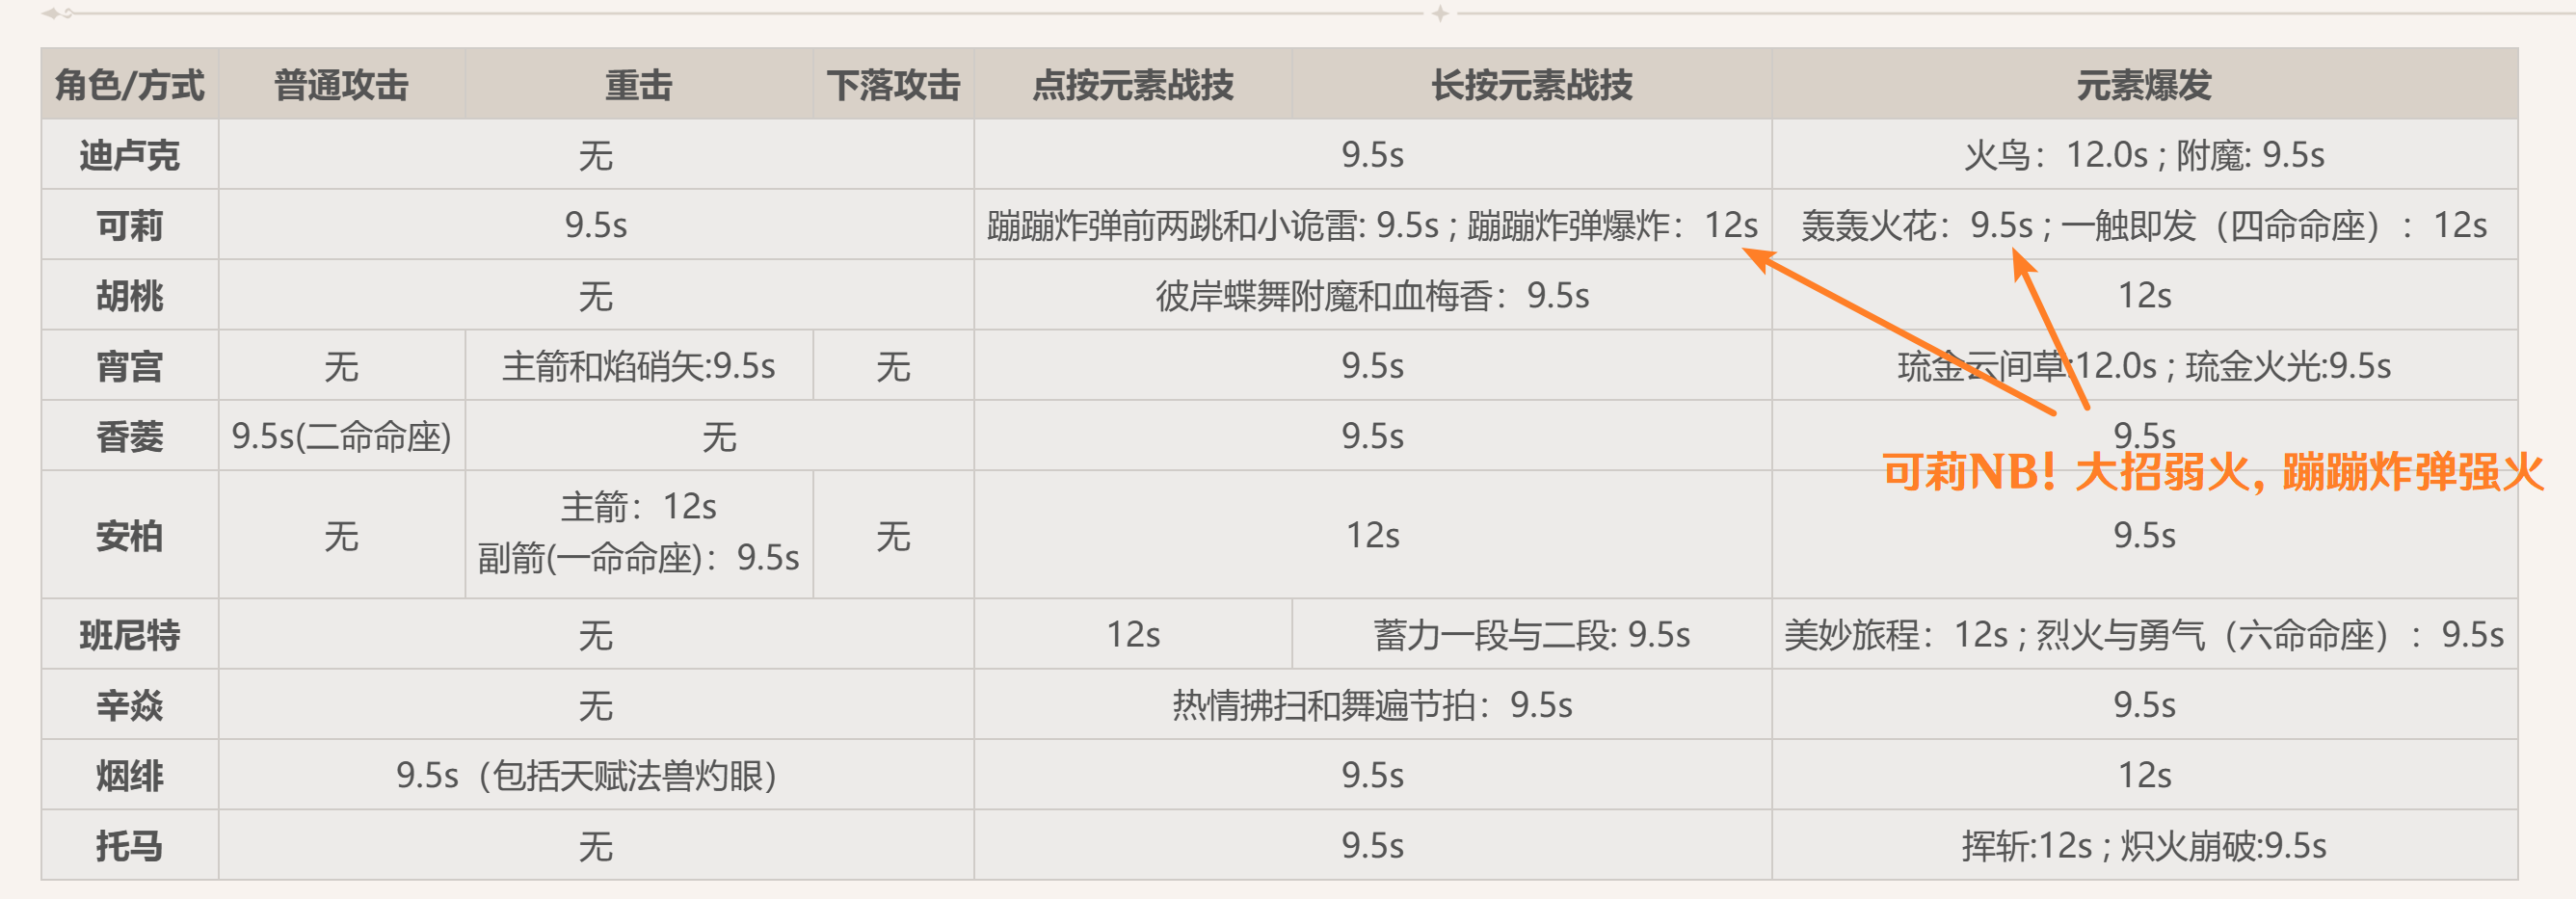 角色/方式 普通攻击 重击 下落攻击 点按元素战技 长按元素战技 元素爆发
迪卢克 无 9.5s 火鸟：12.0s ; 附魔: 9.5s
可莉 9.5s 蹦蹦炸弹前两跳和小诡雷: 9.5s ; 蹦蹦炸弹爆炸：12s 轰轰火花：9.5s ; 一触即发（四命命座）：12s
胡桃 无 彼岸蝶舞附魔和血梅香：9.5s 12s
宵宫 无 主箭和焰硝矢:9.5s 无 9.5s 琉金云间草:12.0s ; 琉金火光:9.5s
香菱 9.5s(二命命座) 无 9.5s 9.5s
可莉NB！大招弱火，蹦蹦炸弹强火
安柏 无 主箭：12s
副箭(一命命座)：9.5s 无 12s 9.5s
班尼特 无 12s 蓄力一段与二段: 9.5s 美妙旅程：12s ; 烈火与勇气（六命命座）：9.5s
辛焱 无 热情拂扫和舞遍节拍：9.5s 9.5s
烟绯 9.5s（包括天赋法兽灼眼） 9.5s 12s
托马 无 9.5s 挥斩:12s ; 炽火崩破:9.5s